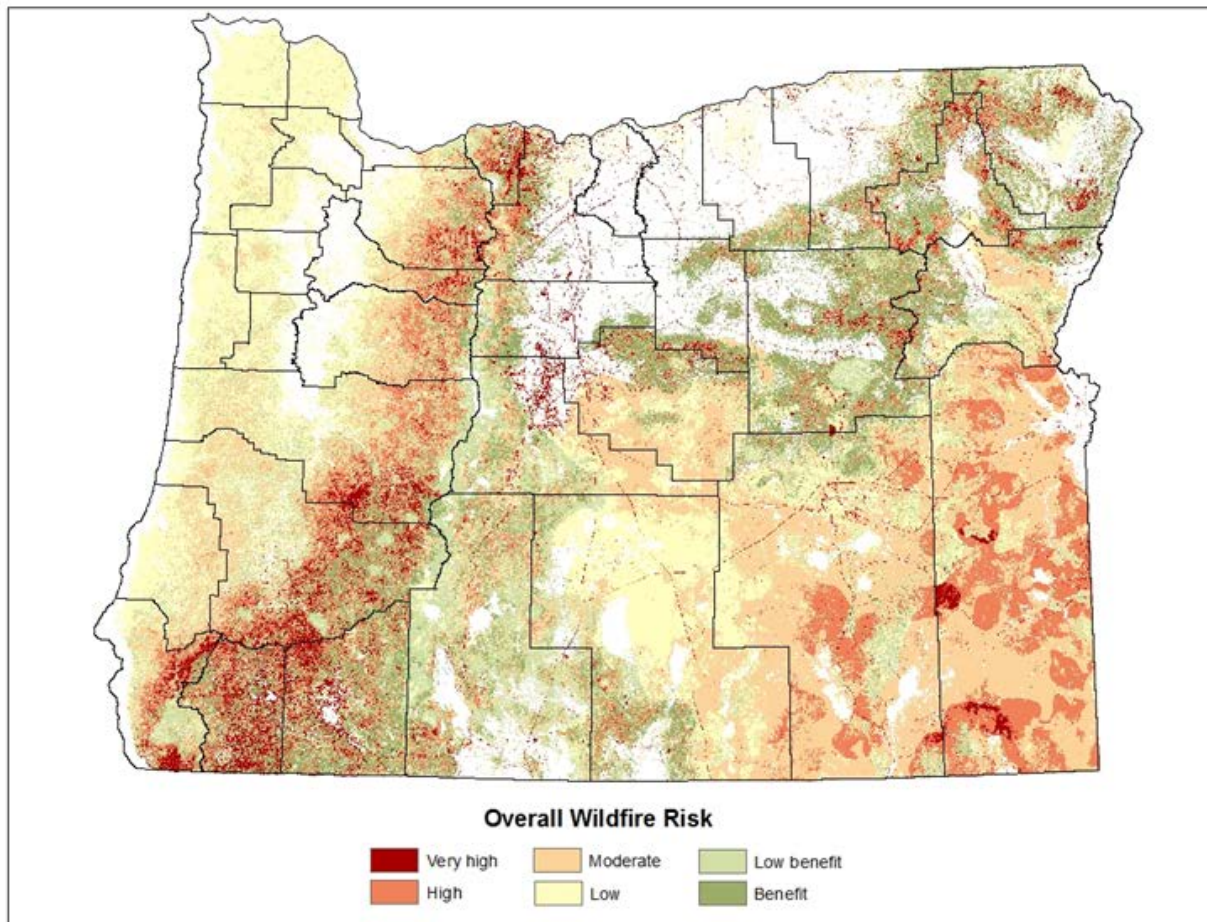 Overall Wildfire Risk
Very high Moderate Low benefit
High Low Benefit